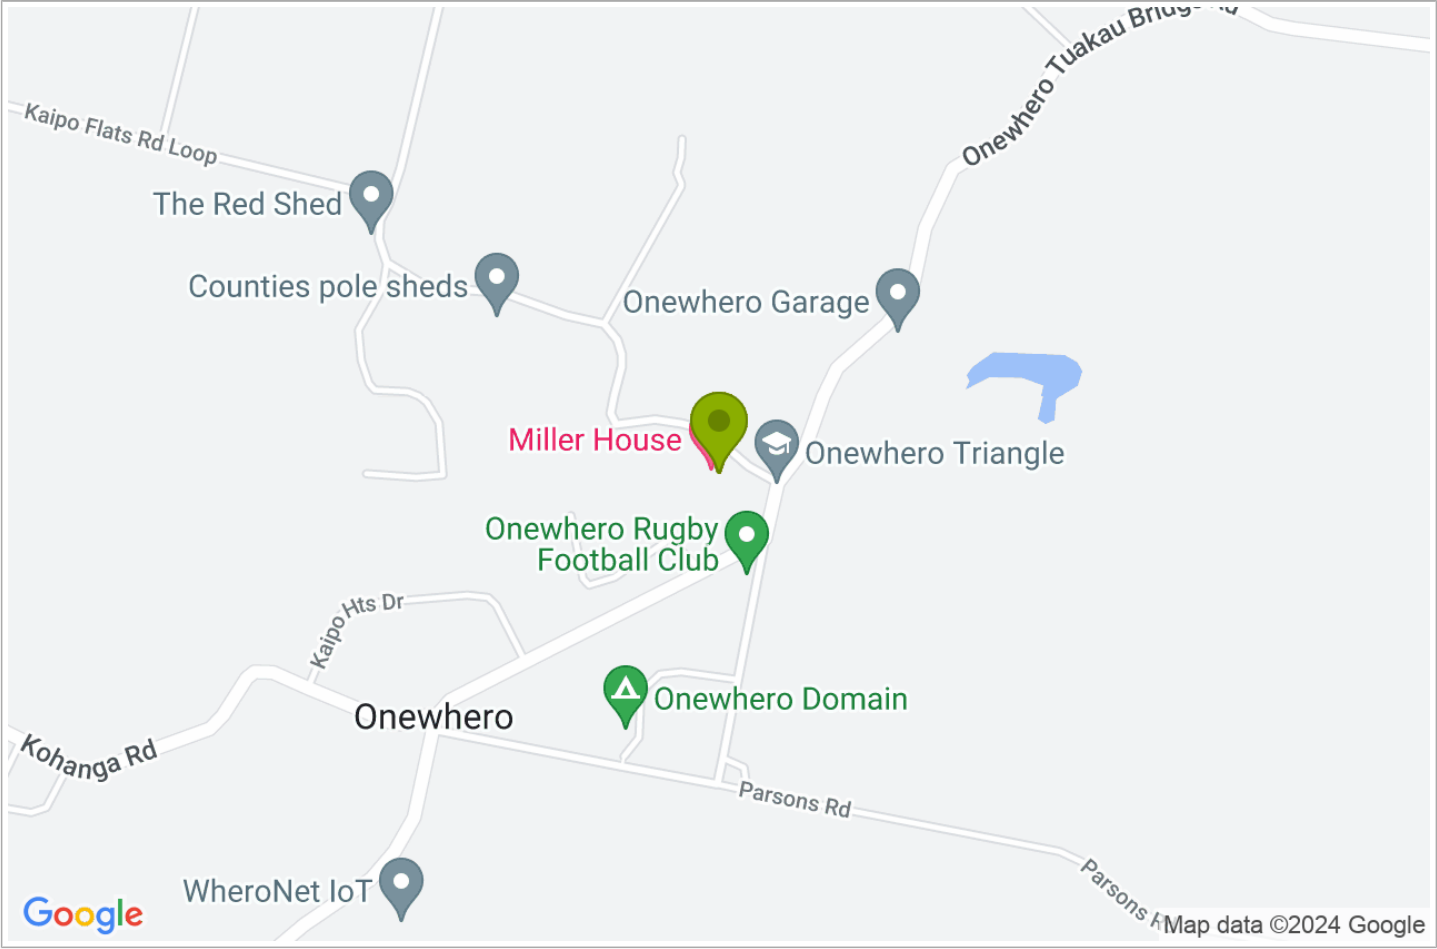 Onewhero Tuakau Bridge Rd
Kaipo Flats Rd Loop
The Red Shed
Counties pole sheds
Onewhero Garage
Miller House
Onewhero Triangle
Onewhero Rugby
Football Club
Kaipo Hts Dr
Onewhero Domain
Onewhero
Kohanga Rd
Parsons Rd
WheroNet IoT
Parsons
Google
Map data ©2024 Google